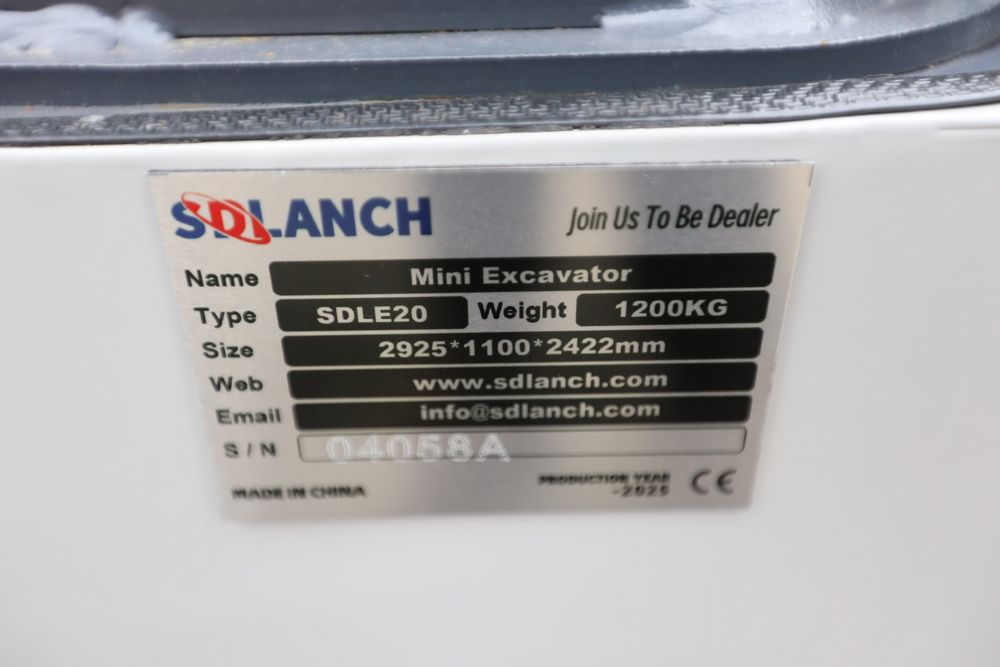 SDLANCH
Join Us To Be Dealer
Name Mini Excavator
Type SDLE20 Weight 1200KG
Size 2925*1100*2422mm
Web www.sdlanch.com
Email info@sdlanch.com
S/N 04058A
MADE IN CHINA
PRODUCTION YEAR
-2025
CE